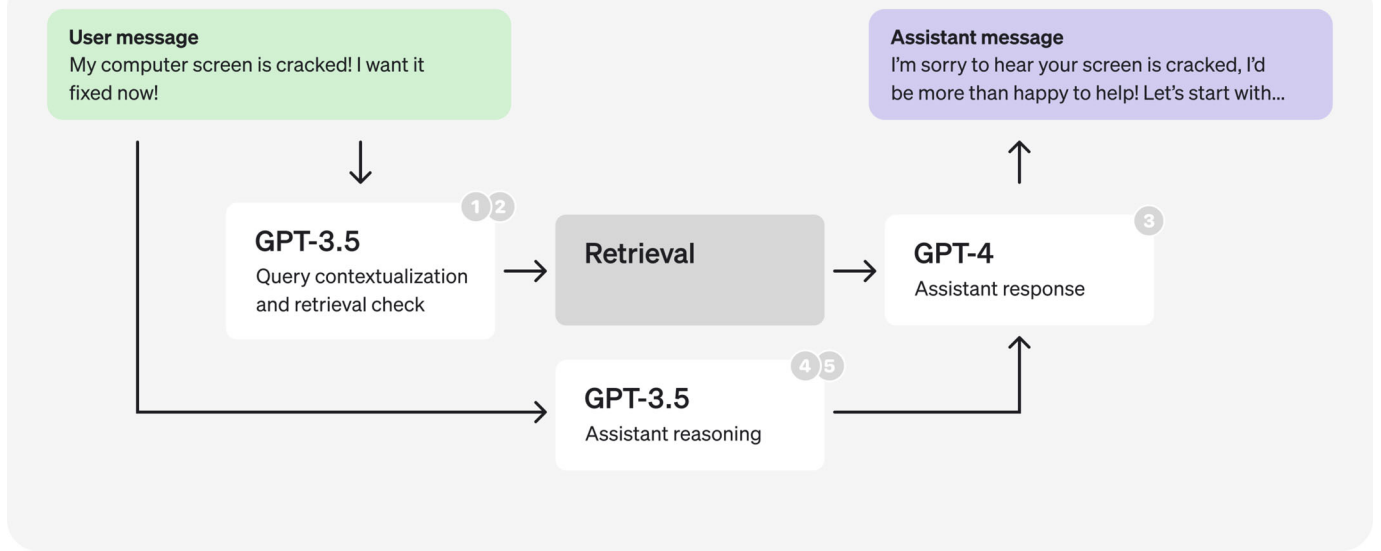 User message
My computer screen is cracked! I want it
fixed now!
Assistant message
I'm sorry to hear your screen is cracked, I'd
be more than happy to help! Let's start with...
1 2
GPT-3.5
Query contextualization
and retrieval check
Retrieval
3
GPT-4
Assistant response
4 5
GPT-3.5
Assistant reasoning